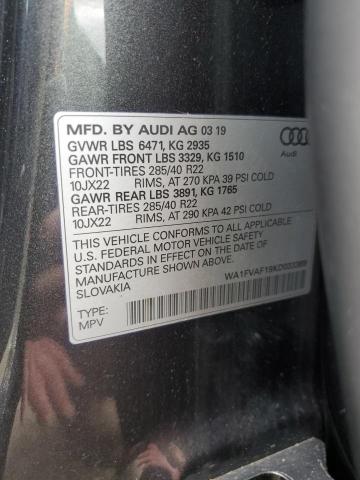 MFD. BY AUDI AG 03 19
GVWR LBS 6471, KG 2935
GAWR FRONT LBS 3329, KG 1510
FRONT-TIRES 285/40 R22
10JX22 RIMS, AT 270 KPA 39 PSI COLD
GAWR REAR LBS 3891, KG 1765
REAR-TIRES 285/40 R22
10JX22 RIMS, AT 290 KPA 42 PSI COLD
Audi
THIS VEHICLE CONFORMS TO ALL APPLICABLE
U.S. FEDERAL MOTOR VEHICLE SAFETY
STANDARDS IN EFFECT ON THE DATE OF
SLOVAKIA
TYPE:
MPV